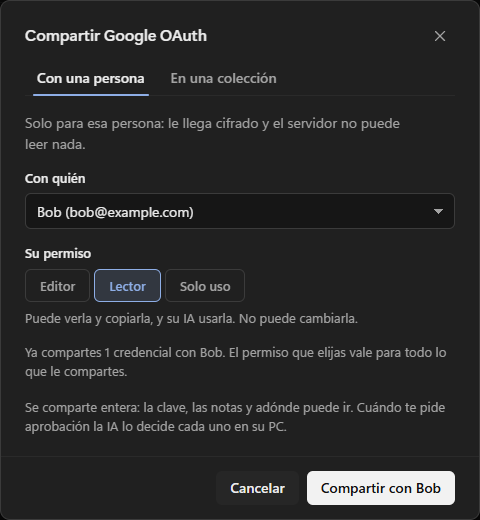 Compartir Google OAuth
Con una persona
En una colección
Solo para esa persona: le llega cifrado y el servidor no puede
leer nada.
Con quién
Bob (bob@example.com)
Su permiso
Editor
Lector
Solo uso
Puede verla y copiarla, y su IA usarla. No puede cambiarla.
Ya compartes 1 credencial con Bob. El permiso que elijas vale para todo lo
que le compartes.
Se comparte entera: la clave, las notas y adónde puede ir. Cuándo te pide
aprobación la IA lo decide cada uno en su PC.
Cancelar
Compartir con Bob